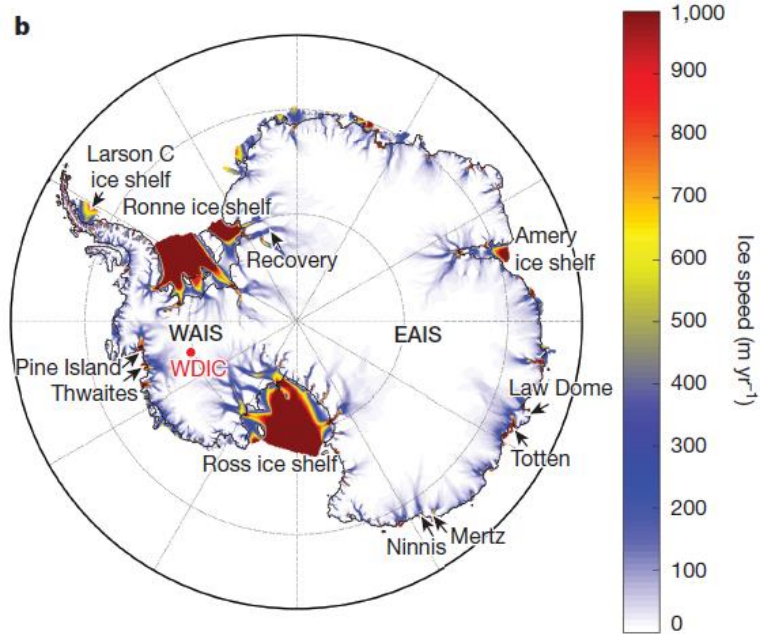 b
Larson C
ice shelf
Ronne ice shelf
Recovery
Amery
ice shelf
WAIS
EAIS
WDIC
Pine Island
Thwaites
Law Dome
Totten
Ross ice shelf
Ninnis
Mertz
1,000
900
800
700
600
500
400
300
200
100
0
Ice speed (m yr⁻¹)